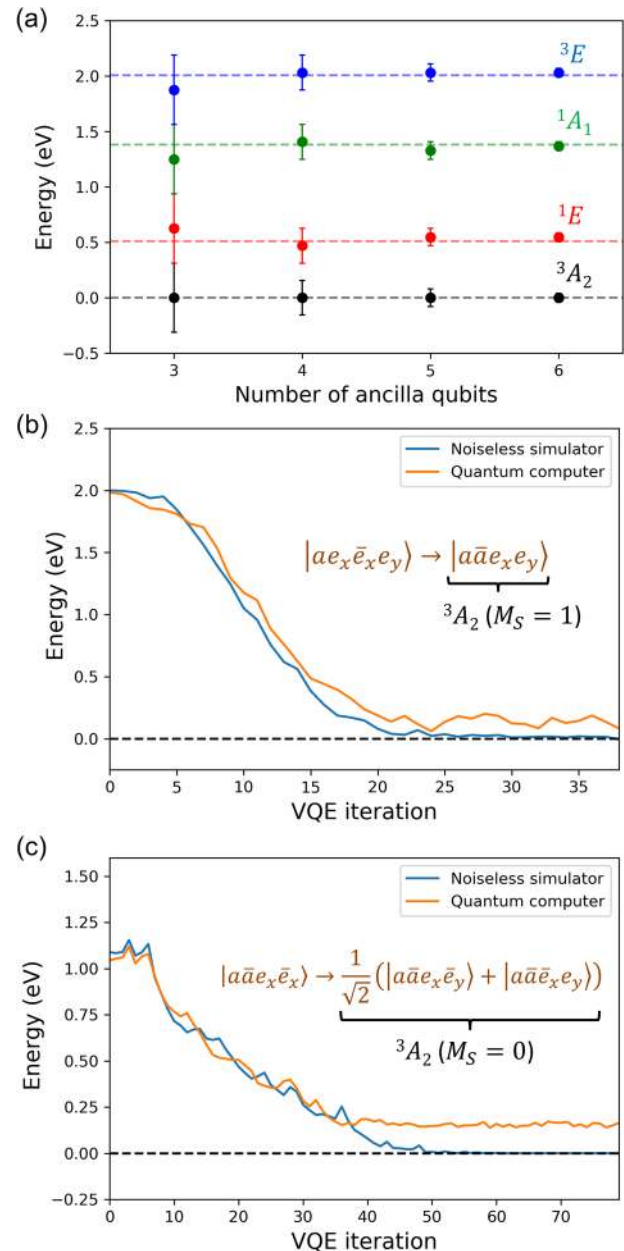 (a)
2.5
2.0
1.5
1.0
0.5
0.0
−0.5
Energy (eV)
³E
¹A₁
¹E
³A₂
3 4 5 6
Number of ancilla qubits
(b)
2.5
2.0
1.5
1.0
0.5
0.0
Energy (eV)
Noiseless simulator
Quantum computer
|aeₓēₓe_y⟩ → |aāeₓe_y⟩
³A₂ (M_S = 1)
0 5 10 15 20 25 30 35
VQE iteration
(c)
1.50
1.25
1.00
0.75
0.50
0.25
0.00
−0.25
Energy (eV)
Noiseless simulator
Quantum computer
|aāeₓēₓ⟩ → 1/√2 (|aāeₓē_y⟩ + |aāēₓe_y⟩)
³A₂ (M_S = 0)
0 10 20 30 40 50 60 70
VQE iteration